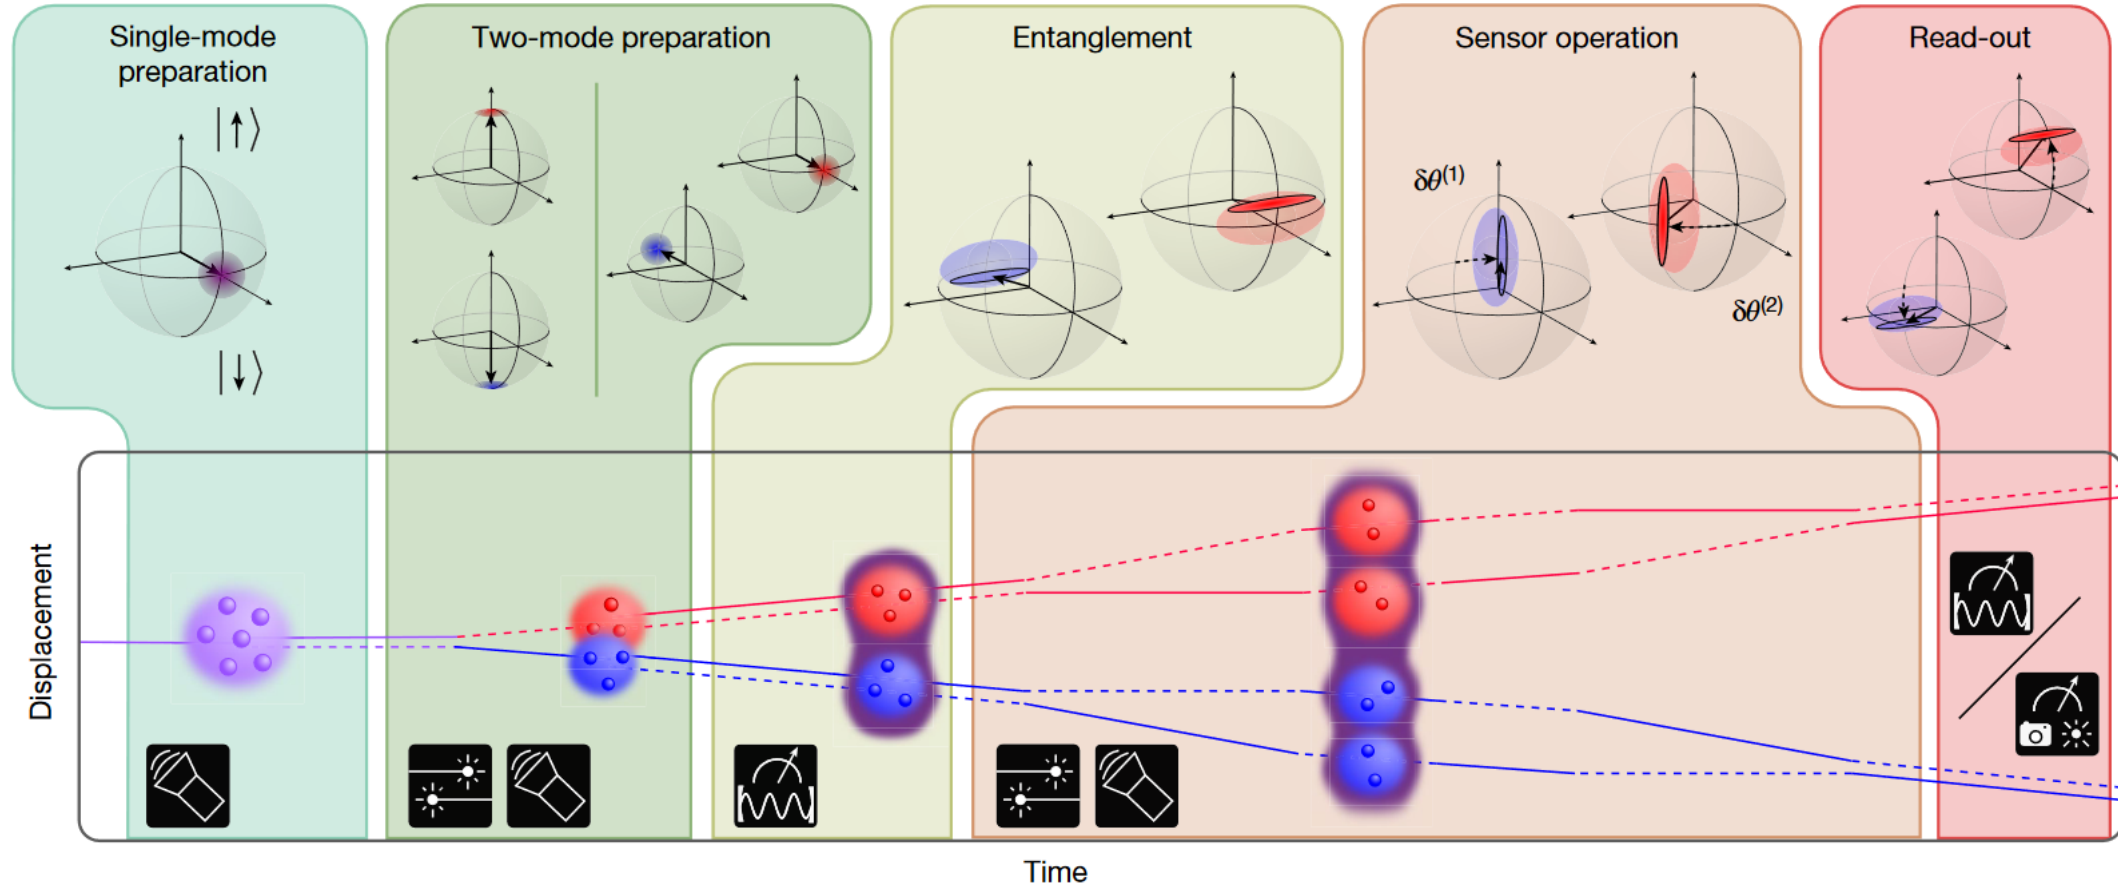 Single-mode
preparation
|↑⟩
|↓⟩
Two-mode preparation
Entanglement
Sensor operation
δθ(1)
δθ(2)
Read-out
Displacement
Time